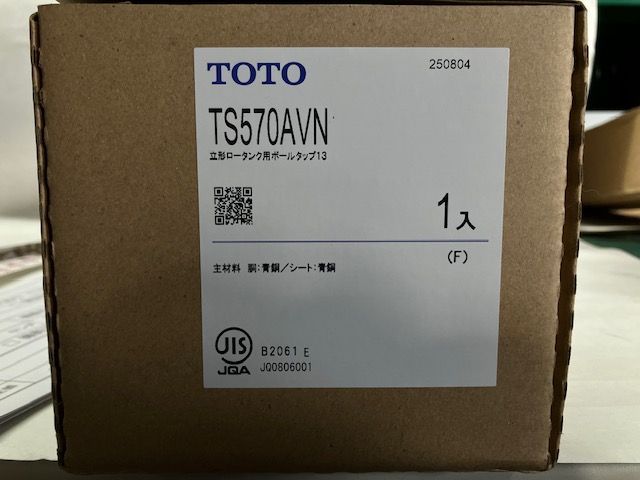 TOTO
250804
TS570AVN
立形ロータンク用ボールタップ13
1入
(F)
主材料 胴:青銅/シート:青銅
JIS
JQA
B2061 E
JQ0806001